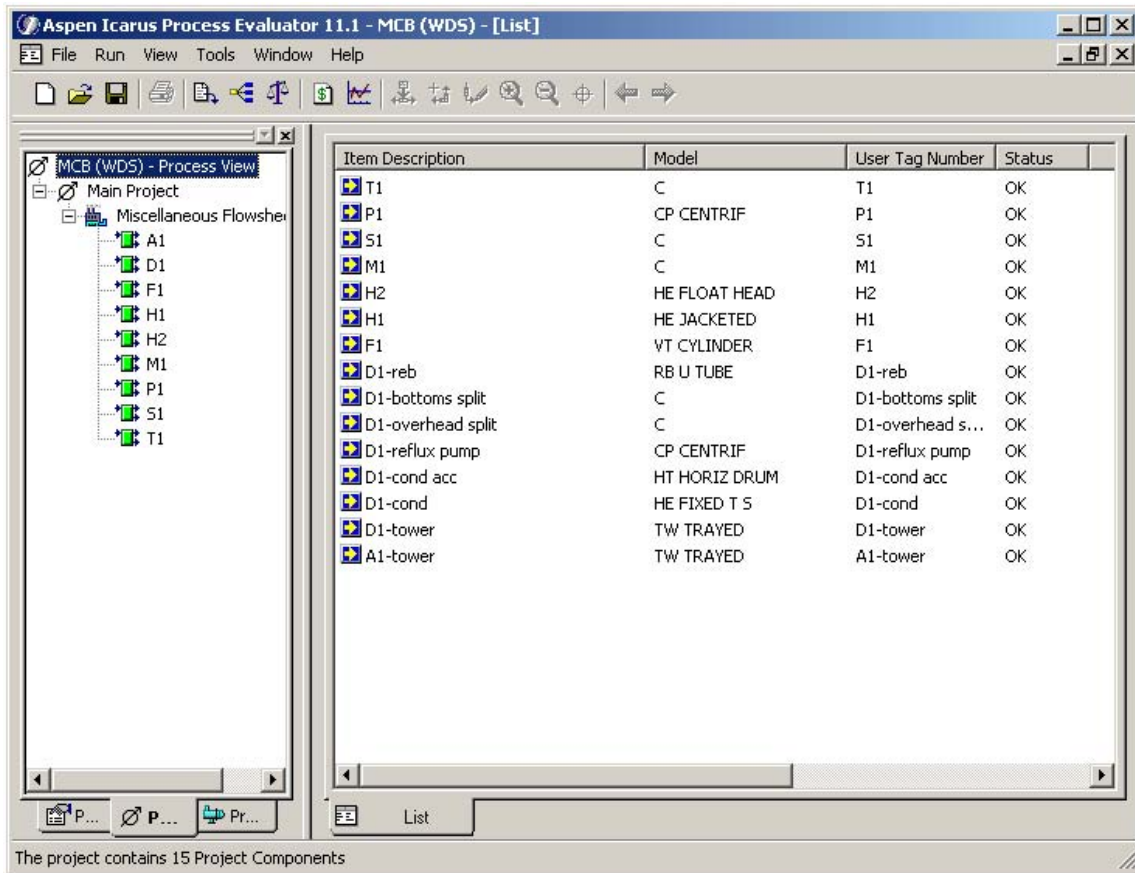 Aspen Icarus Process Evaluator 11.1 - MCB (WDS) - [List]
File Run View Tools Window Help
MCB (WDS) - Process View
Main Project
Miscellaneous Flowshe
A1
D1
F1
H1
H2
M1
P1
S1
T1
Item Description Model User Tag Number Status
T1 C T1 OK
P1 CP CENTRIF P1 OK
S1 C S1 OK
M1 C M1 OK
H2 HE FLOAT HEAD H2 OK
H1 HE JACKETED H1 OK
F1 VT CYLINDER F1 OK
D1-reb RB U TUBE D1-reb OK
D1-bottoms split C D1-bottoms split OK
D1-overhead split C D1-overhead s... OK
D1-reflux pump CP CENTRIF D1-reflux pump OK
D1-cond acc HT HORIZ DRUM D1-cond acc OK
D1-cond HE FIXED T S D1-cond OK
D1-tower TW TRAYED D1-tower OK
A1-tower TW TRAYED A1-tower OK
P... P... Pr... List
The project contains 15 Project Components